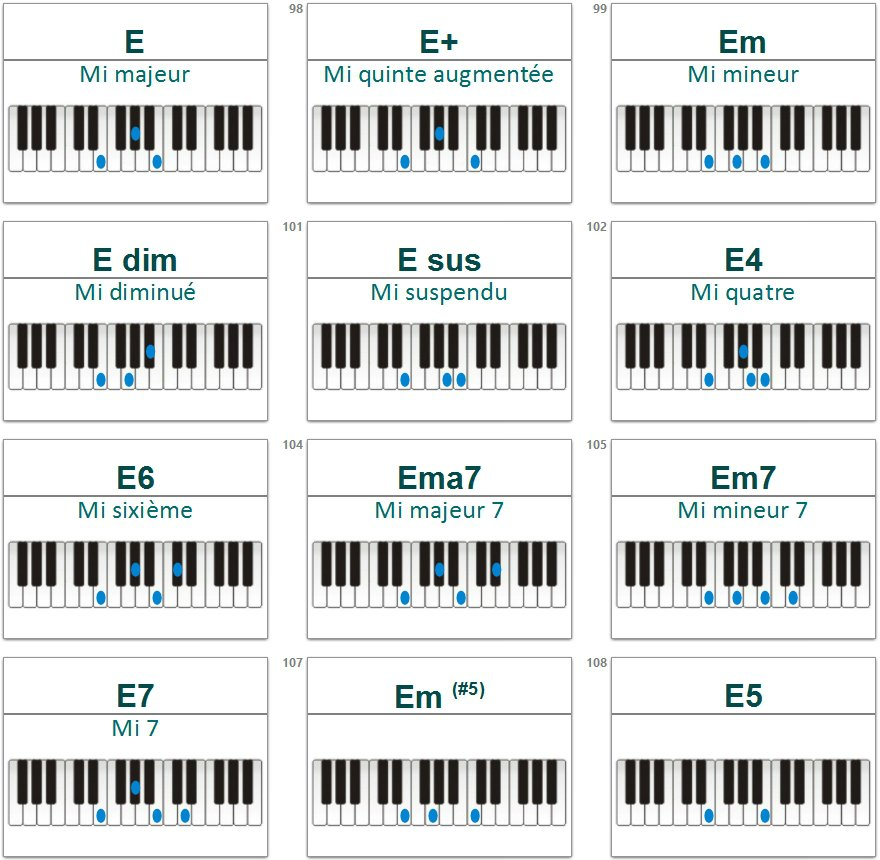 E
Mi majeur
98
E+
Mi quinte augmentée
99
Em
Mi mineur
E dim
Mi diminué
101
E sus
Mi suspendu
102
E4
Mi quatre
E6
Mi sixième
104
Ema7
Mi majeur 7
105
Em7
Mi mineur 7
E7
Mi 7
107
Em (#5)
108
E5